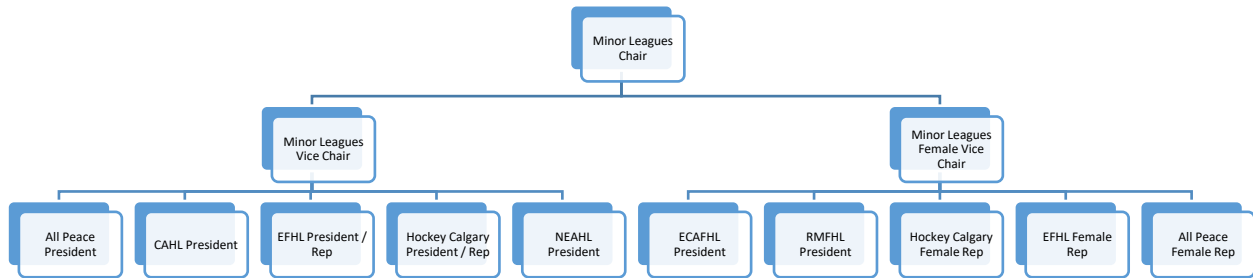 Minor Leagues
Chair
Minor Leagues
Vice Chair
Minor Leagues
Female Vice
Chair
All Peace
President
CAHL President
EFHL President /
Rep
Hockey Calgary
President / Rep
NEAHL
President
ECAFHL
President
RMFHL
President
Hockey Calgary
Female Rep
EFHL Female
Rep
All Peace
Female Rep